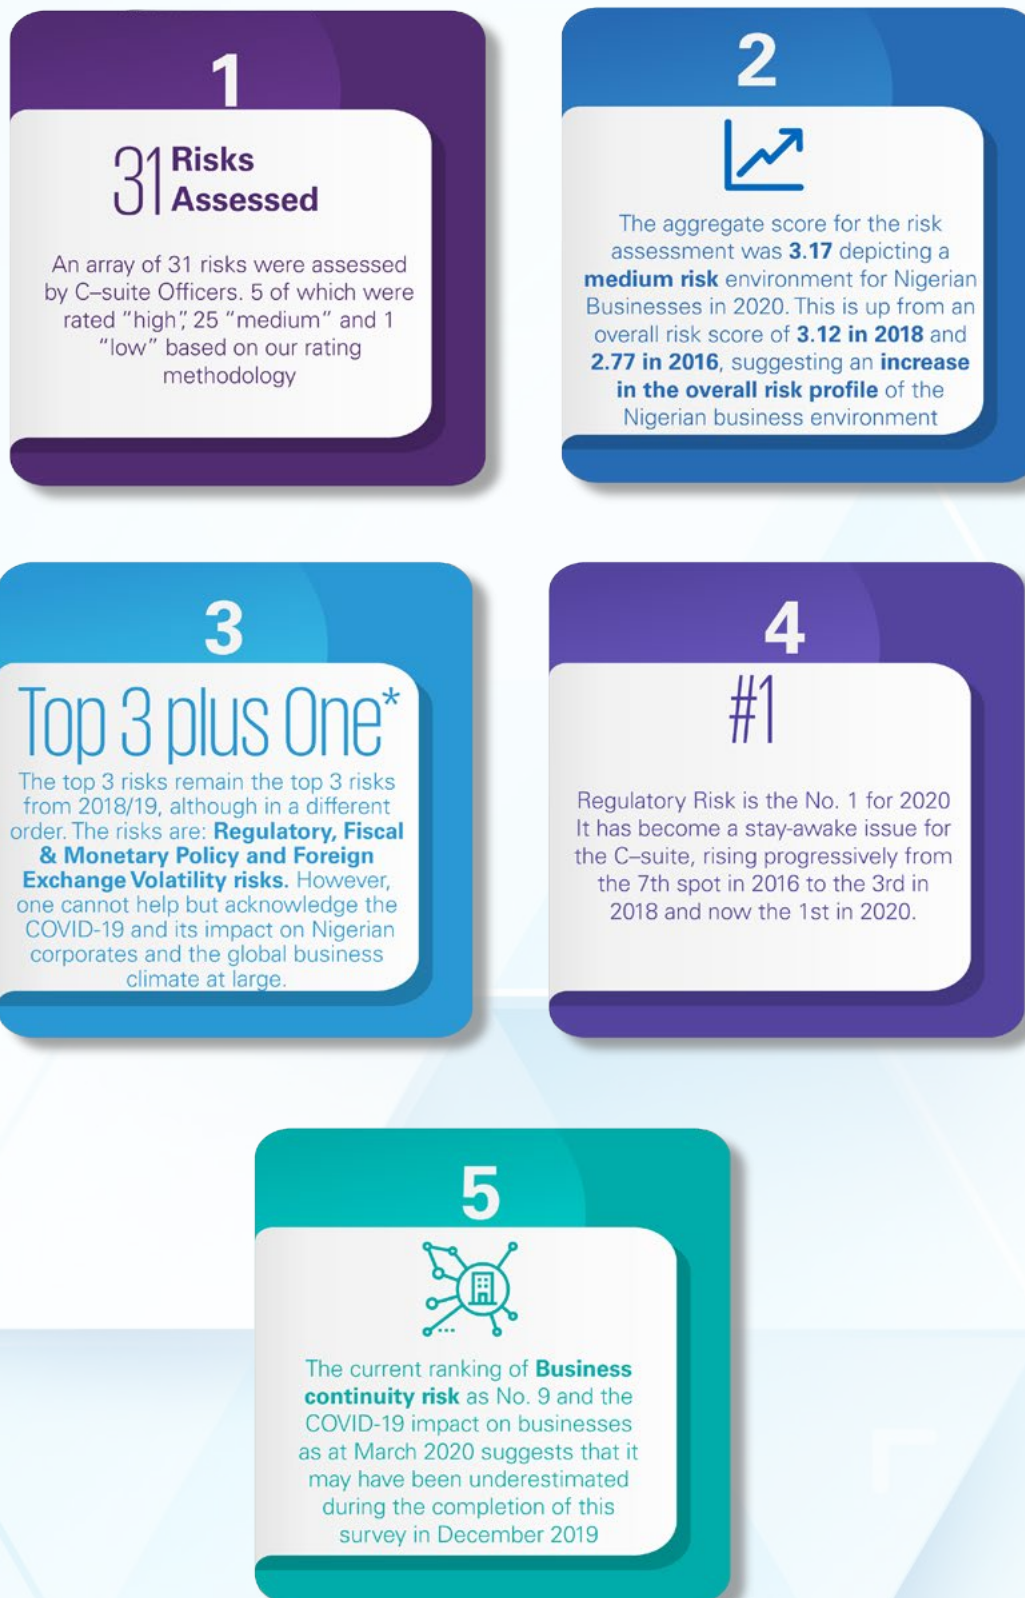 1
31 Risks
Assessed
An array of 31 risks were assessed
by C–suite Officers. 5 of which were
rated “high”, 25 “medium” and 1
“low” based on our rating
methodology
2
The aggregate score for the risk
assessment was 3.17 depicting a
medium risk environment for Nigerian
Businesses in 2020. This is up from an
overall risk score of 3.12 in 2018 and
2.77 in 2016, suggesting an increase
in the overall risk profile of the
Nigerian business environment
3
Top 3 plus One*
The top 3 risks remain the top 3 risks
from 2018/19, although in a different
order. The risks are: Regulatory, Fiscal
& Monetary Policy and Foreign
Exchange Volatility risks. However,
one cannot help but acknowledge the
COVID-19 and its impact on Nigerian
corporates and the global business
climate at large.
4
#1
Regulatory Risk is the No. 1 for 2020
It has become a stay-awake issue for
the C–suite, rising progressively from
the 7th spot in 2016 to the 3rd in
2018 and now the 1st in 2020.
5
The current ranking of Business
continuity risk as No. 9 and the
COVID-19 impact on businesses
as at March 2020 suggests that it
may have been underestimated
during the completion of this
survey in December 2019